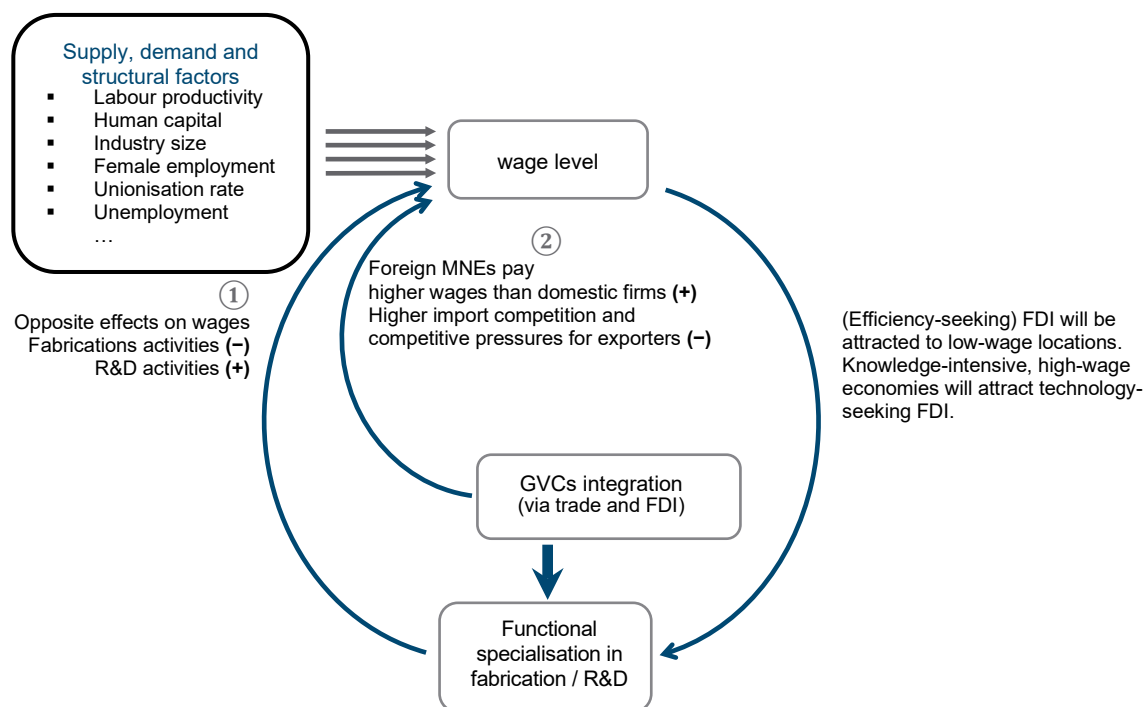 Supply, demand and
structural factors
▪ Labour productivity
▪ Human capital
▪ Industry size
▪ Female employment
▪ Unionisation rate
▪ Unemployment
…
wage level
①
Opposite effects on wages
Fabrications activities (−)
R&D activities (+)
②
Foreign MNEs pay
higher wages than domestic firms (+)
Higher import competition and
competitive pressures for exporters (−)
(Efficiency-seeking) FDI will be
attracted to low-wage locations.
Knowledge-intensive, high-wage
economies will attract technology-
seeking FDI.
GVCs integration
(via trade and FDI)
Functional
specialisation in
fabrication / R&D